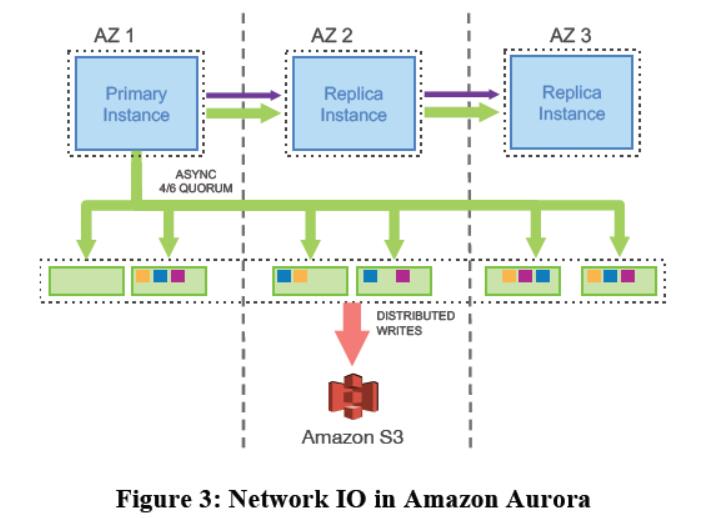 AZ 1
AZ 2
AZ 3
Primary
Instance
Replica
Instance
Replica
Instance
ASYNC
4/6 QUORUM
DISTRIBUTED
WRITES
Amazon S3
Figure 3: Network IO in Amazon Aurora